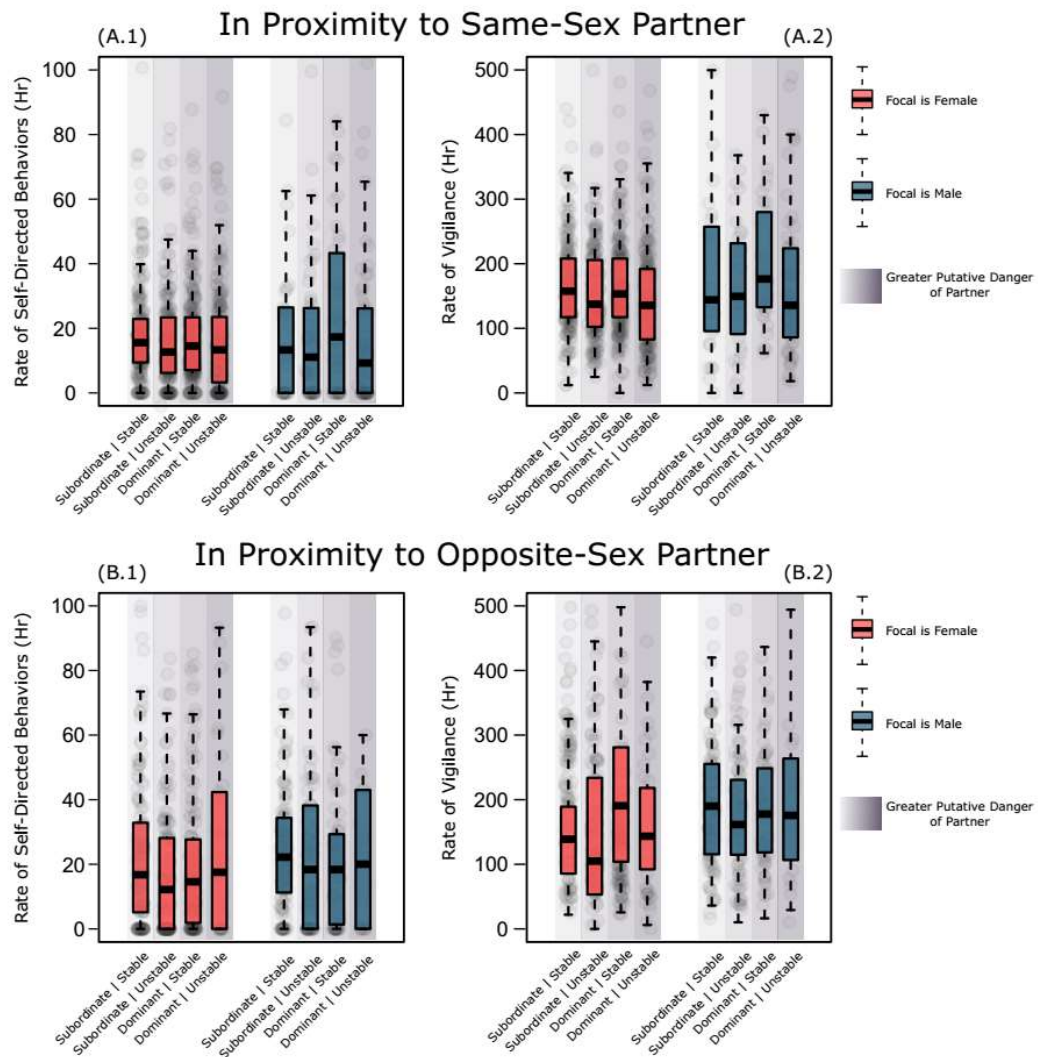 In Proximity to Same-Sex Partner
(A.1)
(A.2)
Rate of Self-Directed Behaviors (Hr)
100
80
60
40
20
0
Subordinate | Stable
Subordinate | Unstable
Dominant | Stable
Dominant | Unstable
Subordinate | Stable
Subordinate | Unstable
Dominant | Stable
Dominant | Unstable
Rate of Vigilance (Hr)
500
400
300
200
100
0
Subordinate | Stable
Subordinate | Unstable
Dominant | Stable
Dominant | Unstable
Subordinate | Stable
Subordinate | Unstable
Dominant | Stable
Dominant | Unstable
Focal is Female
Focal is Male
Greater Putative Danger
of Partner
In Proximity to Opposite-Sex Partner
(B.1)
(B.2)
Rate of Self-Directed Behaviors (Hr)
100
80
60
40
20
0
Subordinate | Stable
Subordinate | Unstable
Dominant | Stable
Dominant | Unstable
Subordinate | Stable
Subordinate | Unstable
Dominant | Stable
Dominant | Unstable
Rate of Vigilance (Hr)
500
400
300
200
100
0
Subordinate | Stable
Subordinate | Unstable
Dominant | Stable
Dominant | Unstable
Subordinate | Stable
Subordinate | Unstable
Dominant | Stable
Dominant | Unstable
Focal is Female
Focal is Male
Greater Putative Danger
of Partner